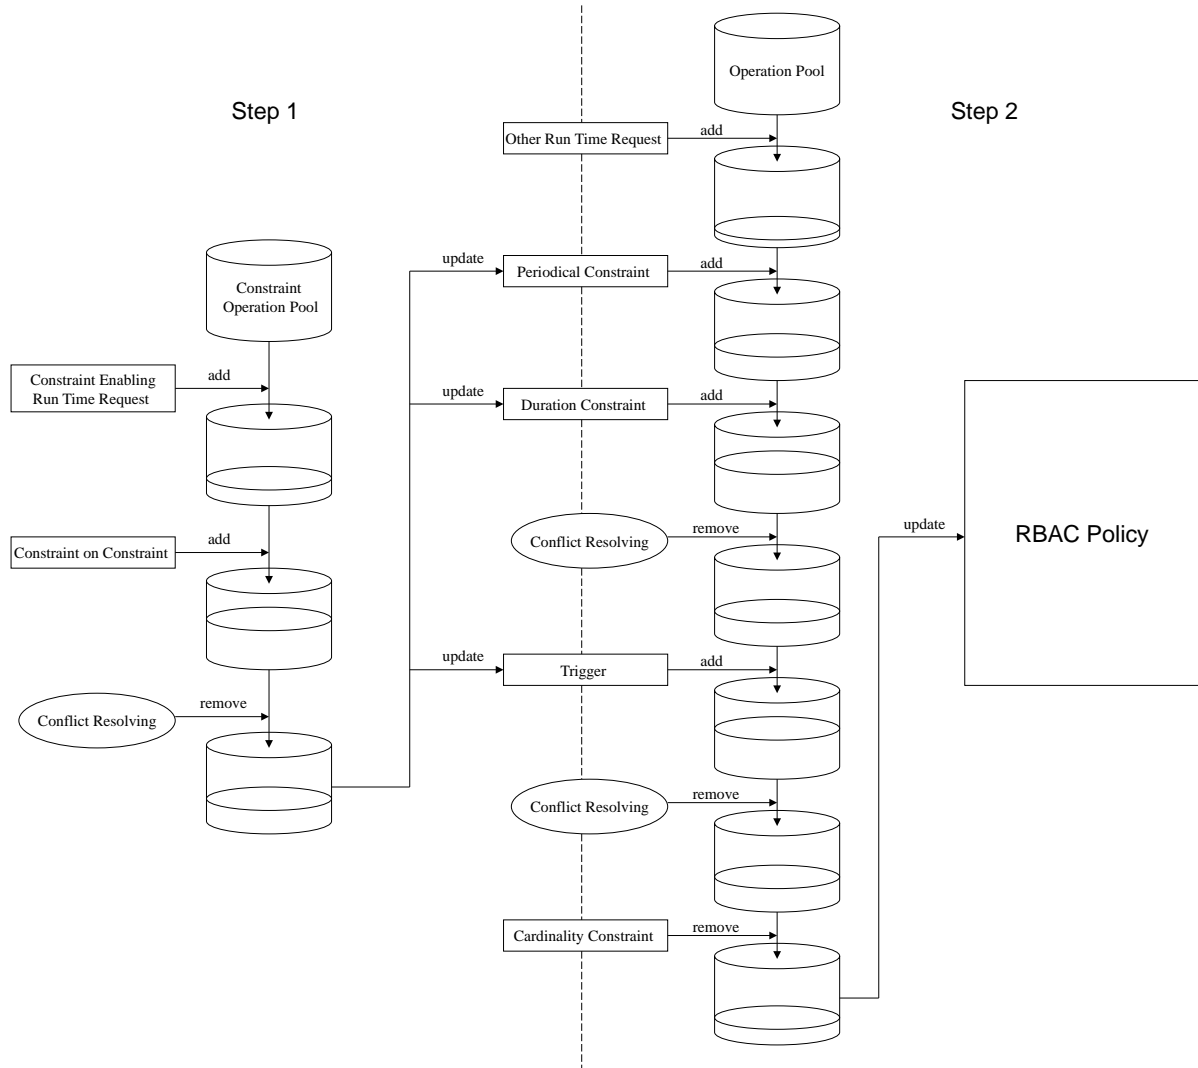 Operation Pool
Step 1
Step 2
Other Run Time Request
add
update
Periodical Constraint
add
Constraint
Operation Pool
Constraint Enabling
Run Time Request
add
update
Duration Constraint
add
Constraint on Constraint
add
Conflict Resolving
remove
update
RBAC Policy
update
Trigger
add
Conflict Resolving
remove
Conflict Resolving
remove
Cardinality Constraint
remove